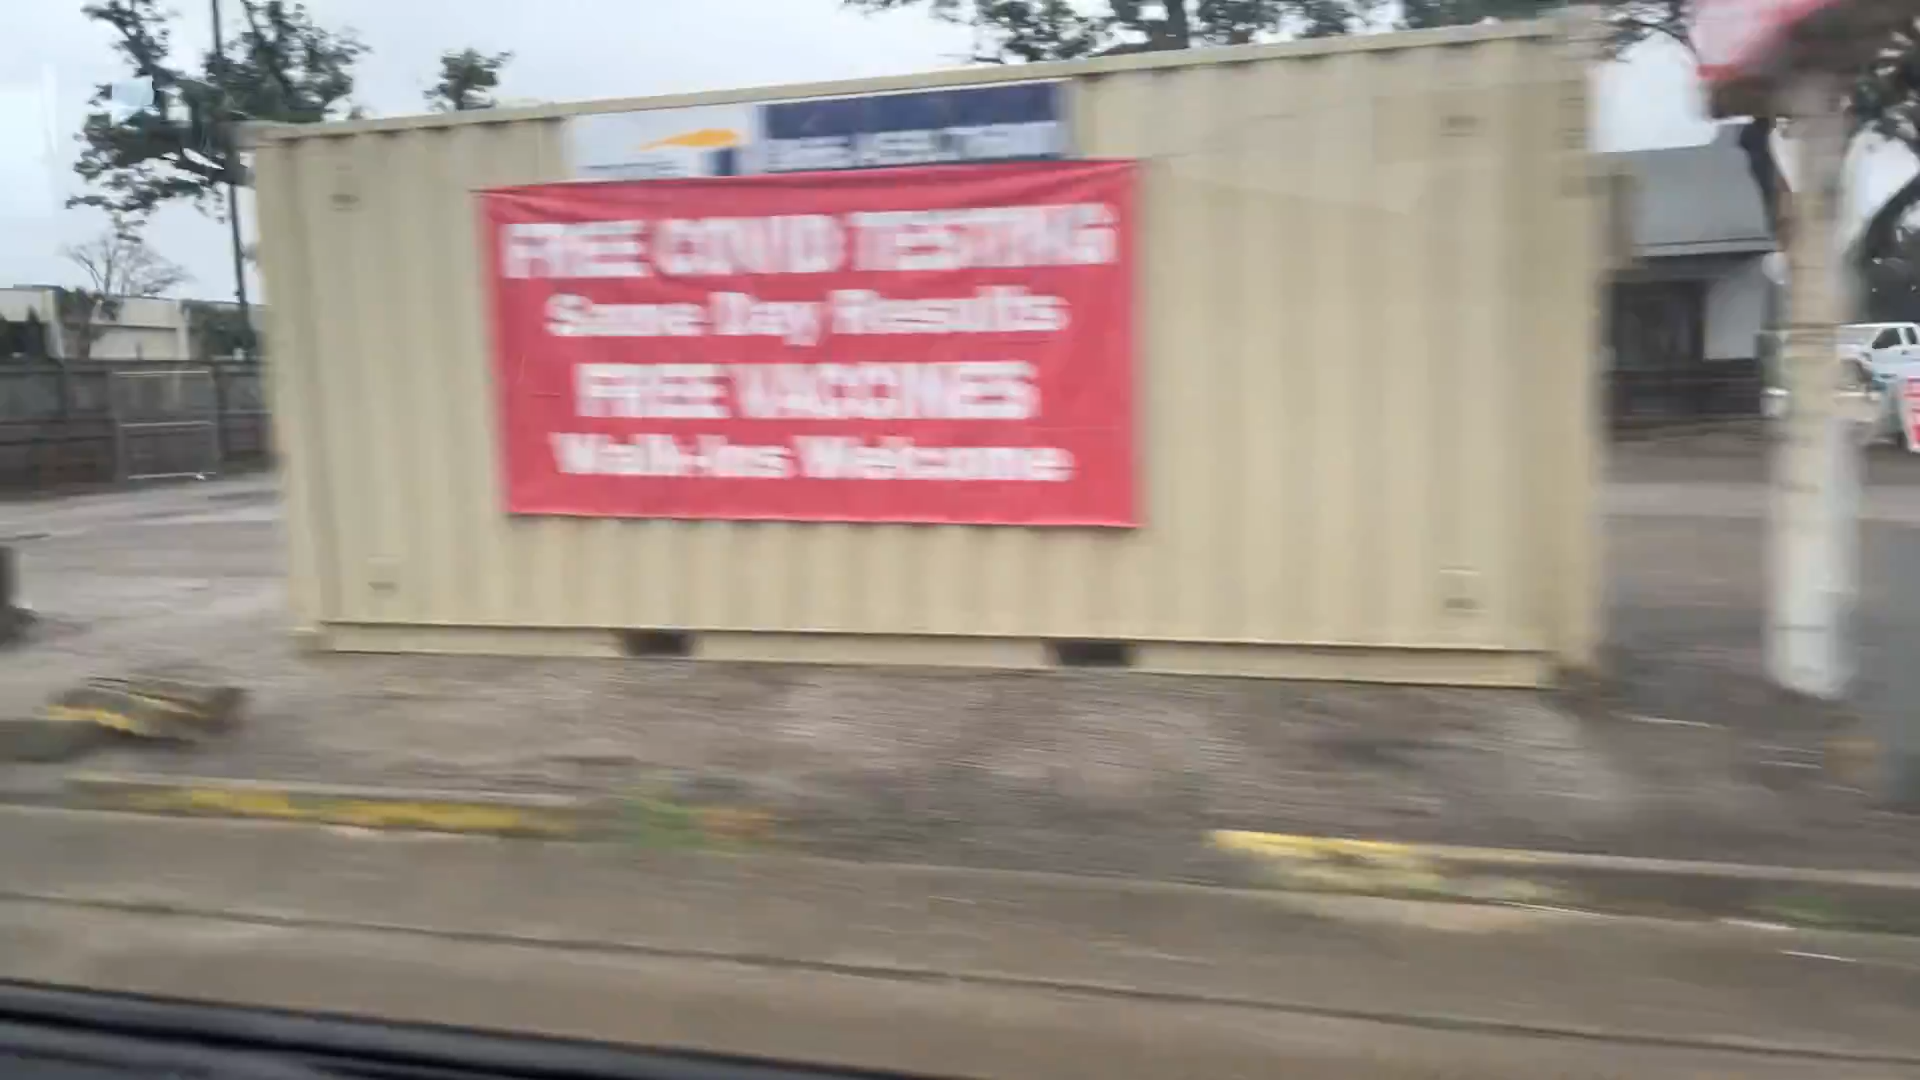 FREE COVID TESTING
Same Day Results
FREE VACCINES
Walk-Ins Welcome